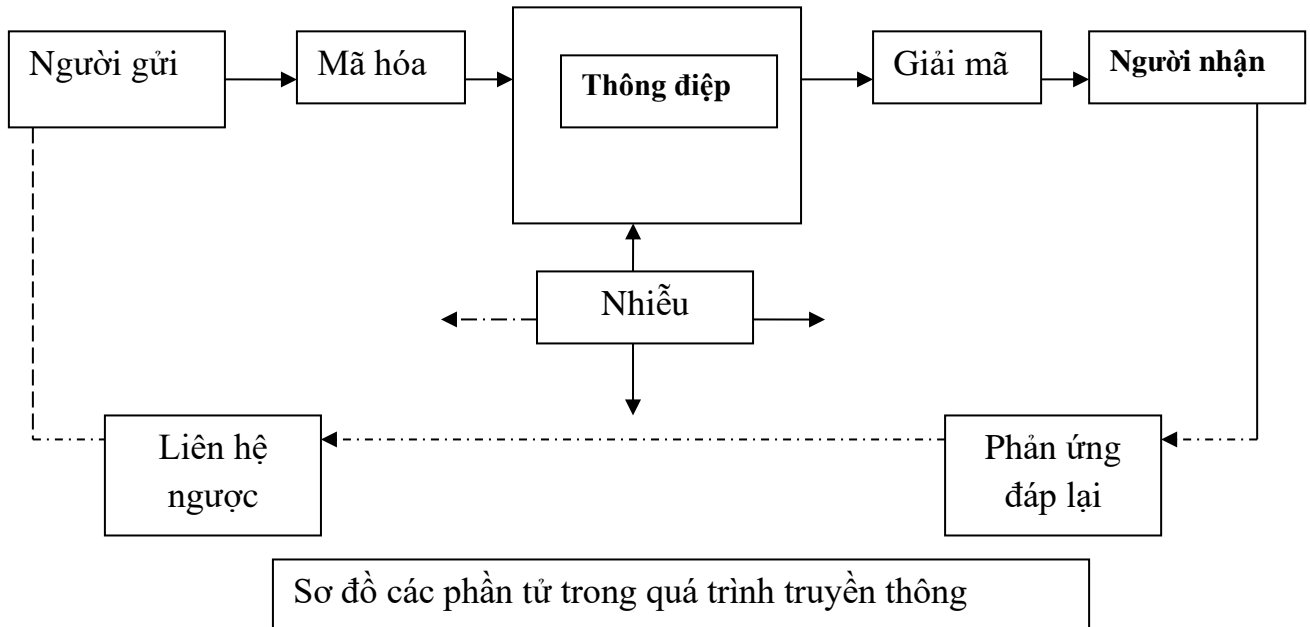 Người gửi
Mã hóa
Thông điệp
Giải mã
Người nhận
Nhiễu
Liên hệ
ngược
Phản ứng
đáp lại
Sơ đồ các phần tử trong quá trình truyền thông